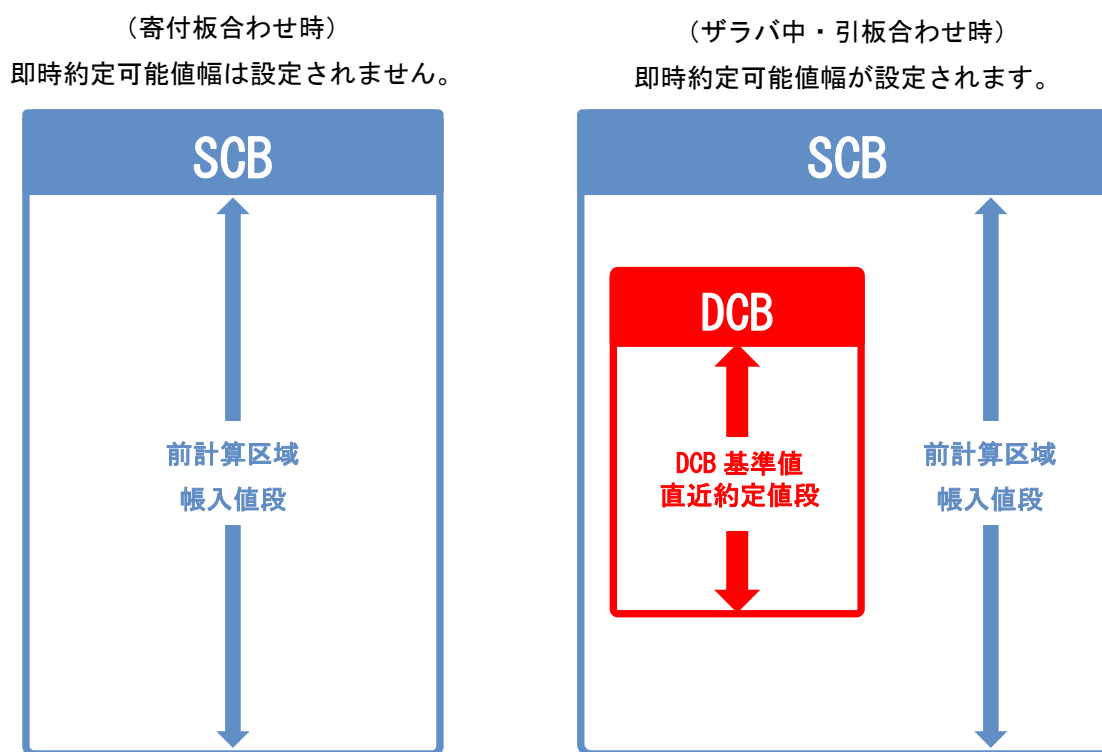 （寄付板合わせ時）
即時約定可能値幅は設定されません。
SCB
前計算区域
帳入値段
（ザラバ中・引板合わせ時）
即時約定可能値幅が設定されます。
SCB
DCB
DCB 基準値
直近約定値段
前計算区域
帳入値段